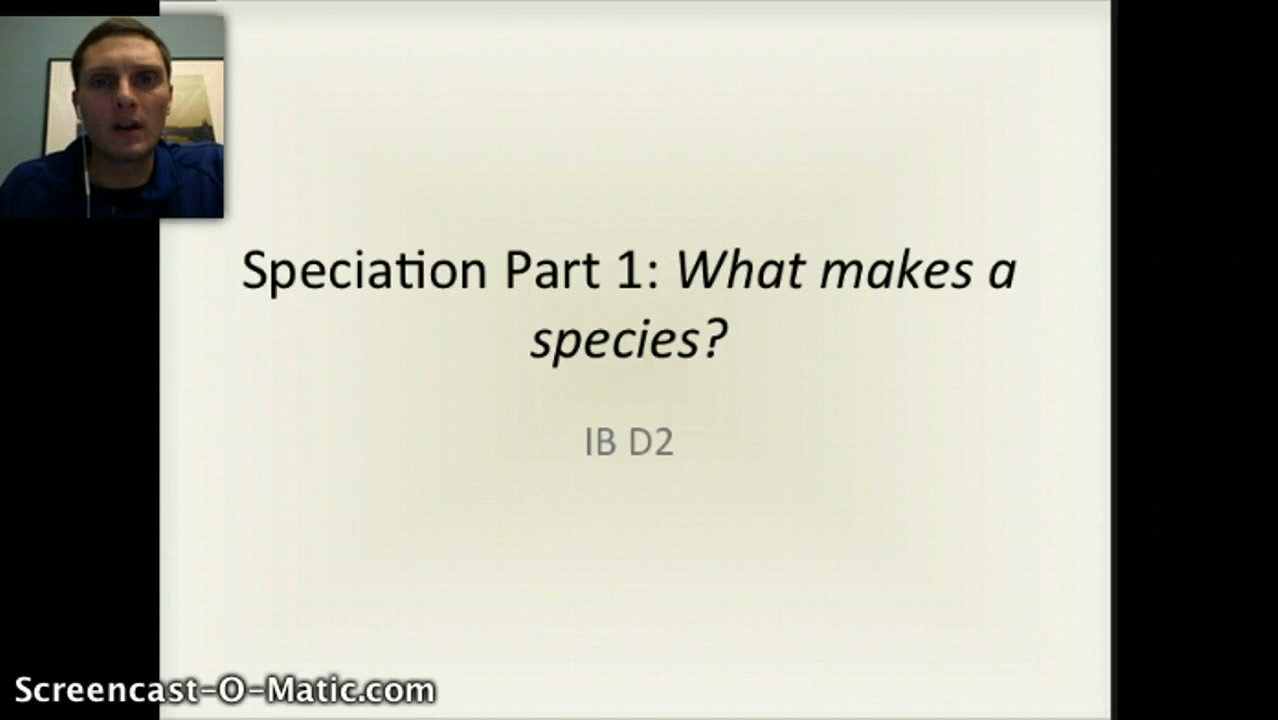 Speciation Part 1: What makes a
species?
IB D2
Screencast-O-Matic.com